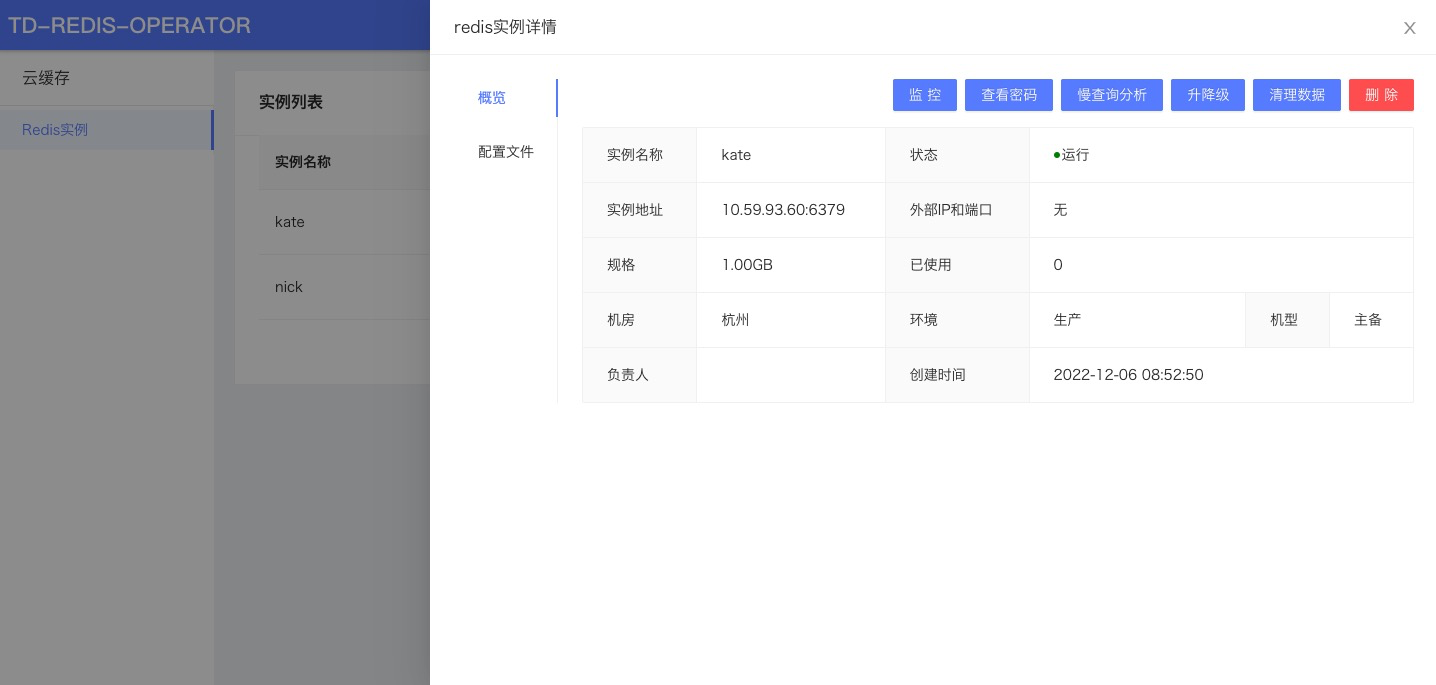 TD-REDIS-OPERATOR
云缓存
Redis实例
实例列表
实例名称
kate
nick
redis实例详情
概览
配置文件
监 控 查看密码 慢查询分析 升降级 清理数据 删 除
实例名称 kate 状态 运行
实例地址 10.59.93.60:6379 外部IP和端口 无
规格 1.00GB 已使用 0
机房 杭州 环境 生产 机型 主备
负责人 创建时间 2022-12-06 08:52:50